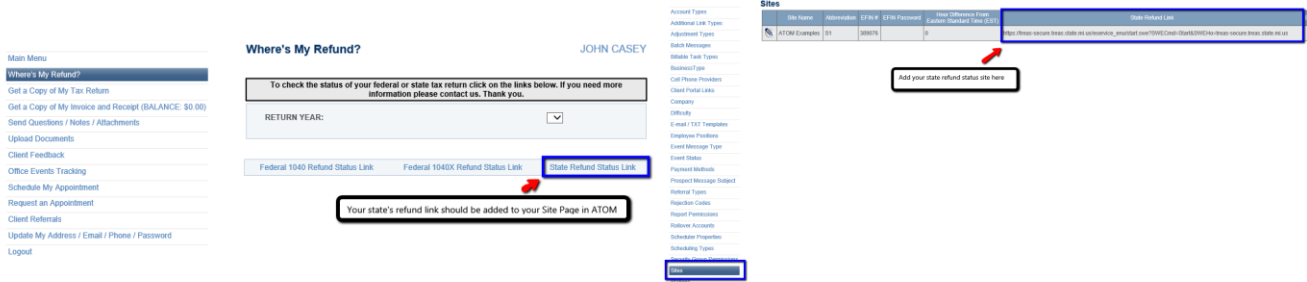 Main Menu
Where's My Refund?
Get a Copy of My Tax Return
Get a Copy of My Invoice and Receipt (BALANCE: $0.00)
Send Questions / Notes / Attachments
Upload Documents
Client Feedback
Office Events Tracking
Schedule My Appointment
Request an Appointment
Client Referrals
Update My Address / Email / Phone / Password
Logout
Where's My Refund?
JOHN CASEY
To check the status of your federal or state tax return click on the links below. If you need more
information please contact us. Thank you.
RETURN YEAR:
Federal 1040 Refund Status Link
Federal 1040X Refund Status Link
State Refund Status Link
Your state's refund link should be added to your Site Page in ATOM
Account Types
Additional Link Types
Adjustment Types
Batch Messages
Billable Task Types
BusinessType
Cell Phone Providers
Client Portal Links
Company
Difficulty
E-mail / TXT Templates
Employee Positions
Event Message Type
Event Status
Payment Methods
Prospect Message Subject
Referral Types
Rejection Codes
Report Permissions
Rollover Accounts
Scheduler Properties
Scheduling Types
Security Group Permissions
Sites
Sites
Site Name
Abbreviation
EFIN #
EFIN Password
Hour Difference From
Eastern Standard Time (EST)
State Refund Link
ATOM Examples
0
Add your state refund status site here